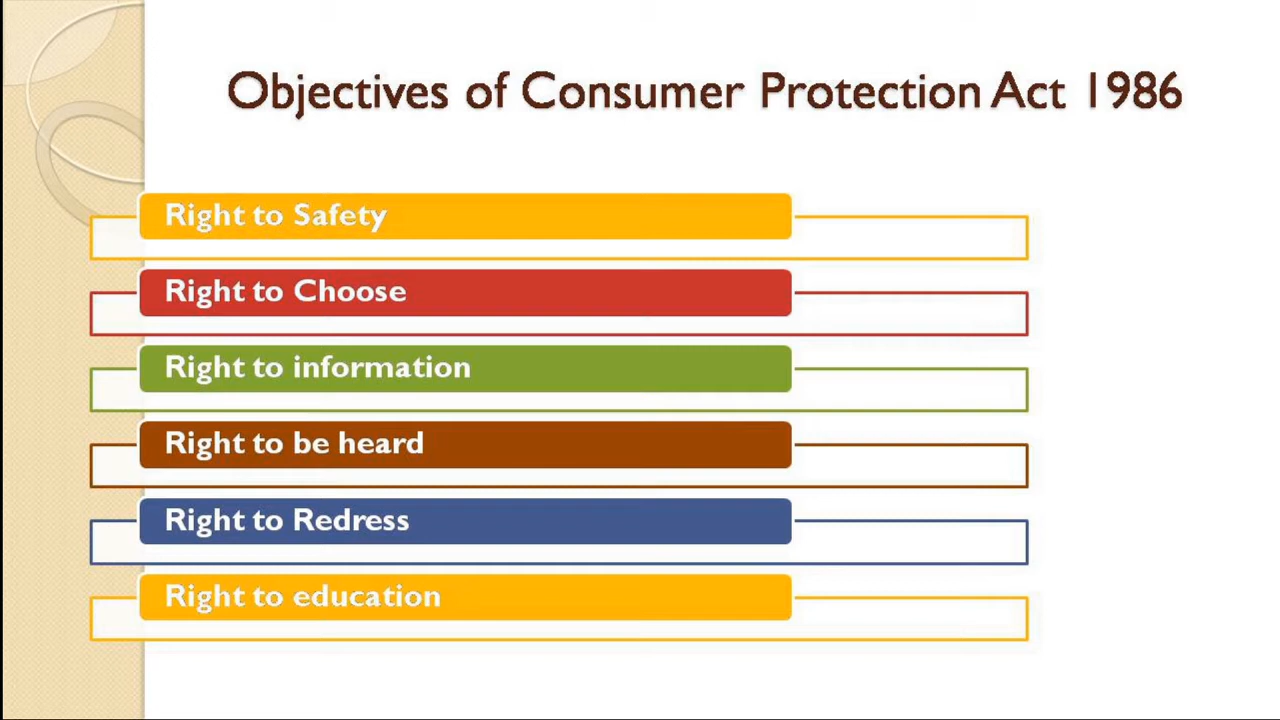 Objectives of Consumer Protection Act 1986
Right to Safety
Right to Choose
Right to information
Right to be heard
Right to Redress
Right to education